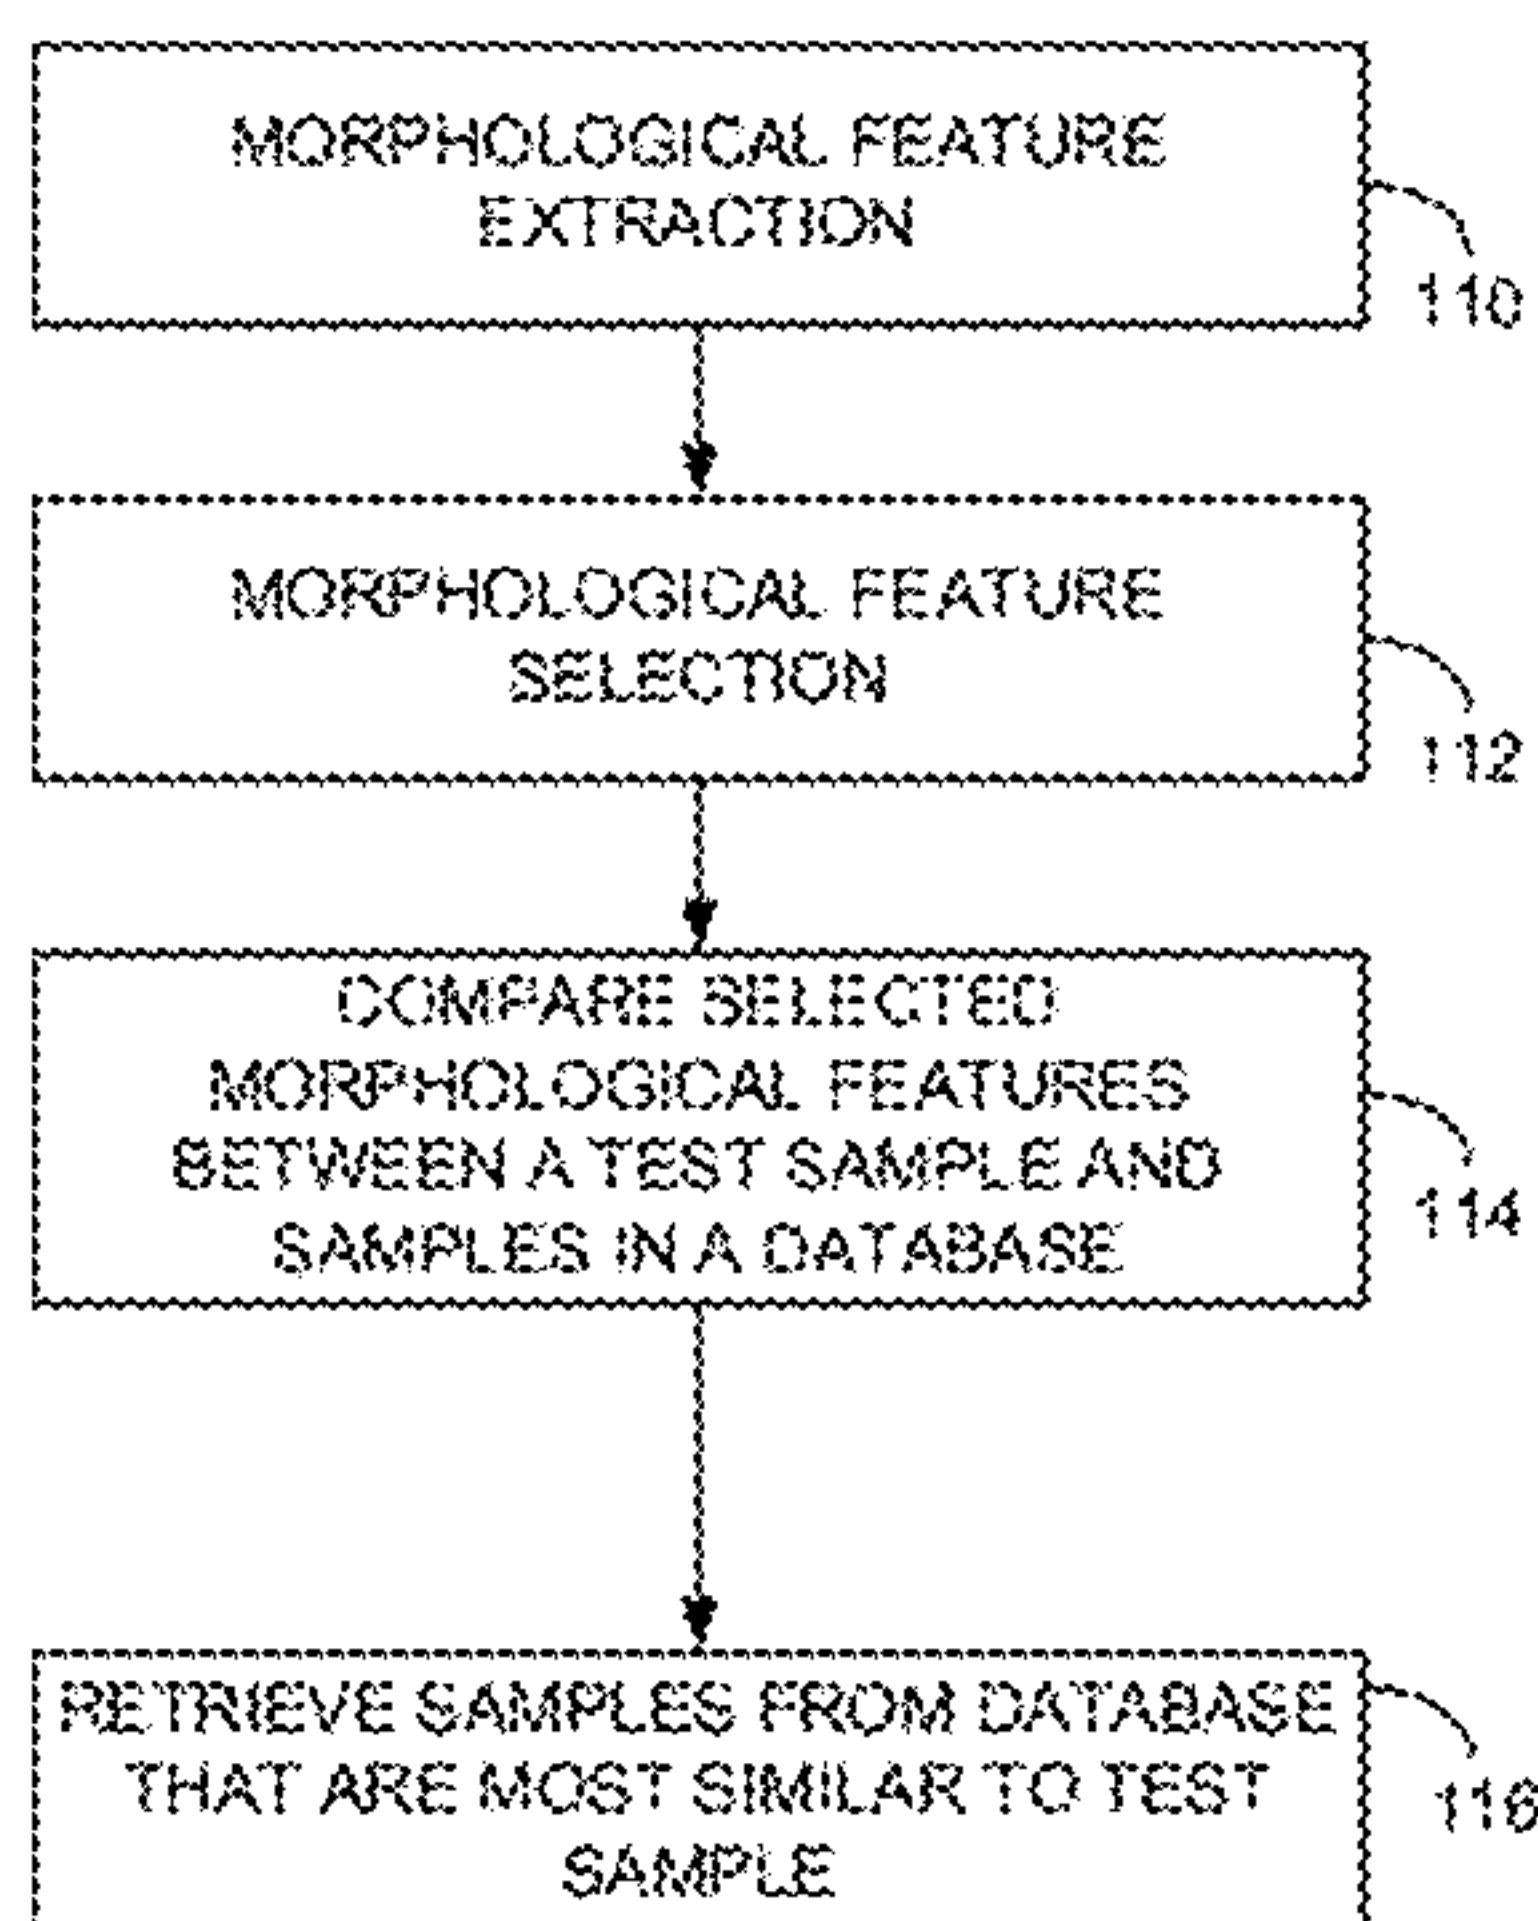 MORPHOLOGICAL FEATURE
EXTRACTION
110
MORPHOLOGICAL FEATURE
SELECTION
112
COMPARE SELECTED
MORPHOLOGICAL FEATURES
BETWEEN A TEST SAMPLE AND
SAMPLES IN A DATABASE
114
RETRIEVE SAMPLES FROM DATABASE
THAT ARE MOST SIMILAR TO TEST
SAMPLE
116